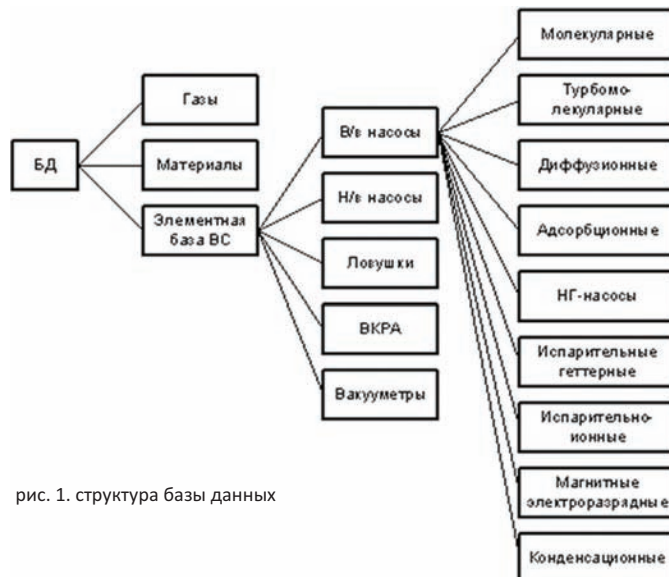 БД
Газы
Материалы
Элементная
база ВС
В/в насосы
Н/в насосы
Ловушки
ВКРА
Вакууметры
Молекулярные
Турбомо-
лекулярные
Диффузионные
Адсорбционные
НГ-насосы
Испарительные
геттерные
Испарительно-
ионные
Магнитные
электроразрядные
Конденсационные
рис. 1. структура базы данных